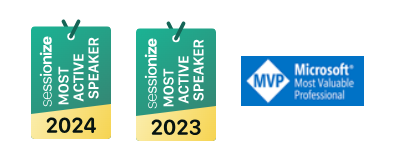 sessionize
MOST
ACTIVE
SPEAKER
2024
sessionize
MOST
ACTIVE
SPEAKER
2023
MVP
Microsoft®
Most Valuable
Professional